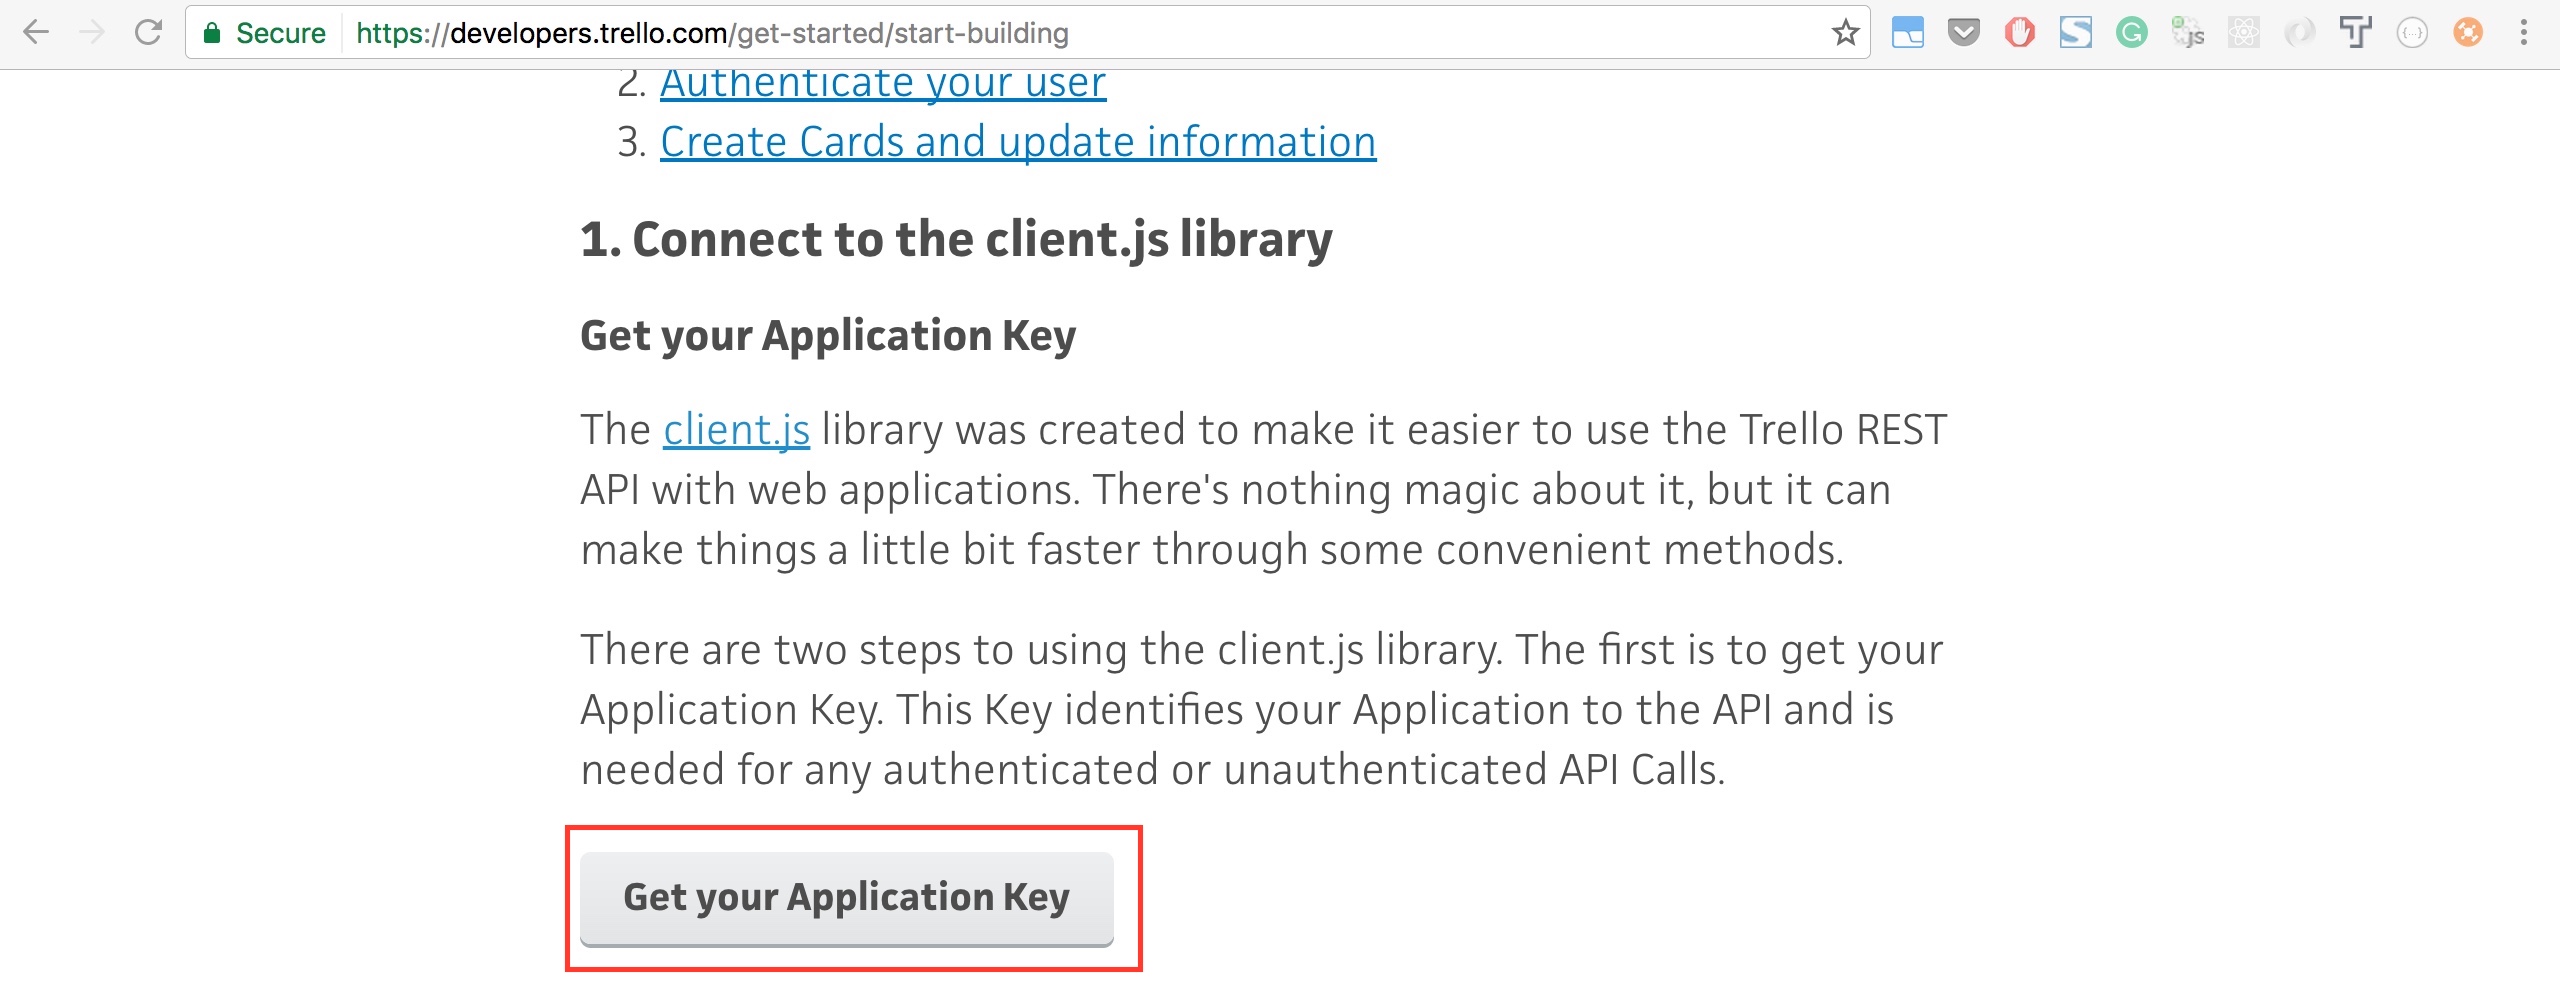 Secure https://developers.trello.com/get-started/start-building
2. Authenticate your user
3. Create Cards and update information
1. Connect to the client.js library
Get your Application Key
The client.js library was created to make it easier to use the Trello REST
API with web applications. There's nothing magic about it, but it can
make things a little bit faster through some convenient methods.
There are two steps to using the client.js library. The first is to get your
Application Key. This Key identifies your Application to the API and is
needed for any authenticated or unauthenticated API Calls.
Get your Application Key